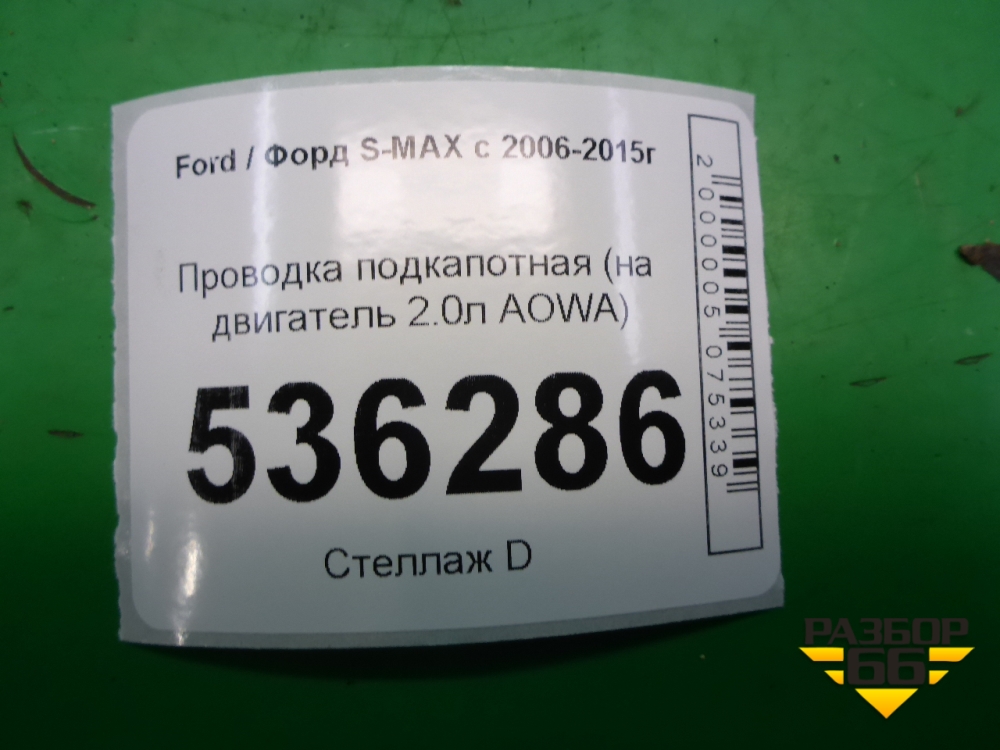 Ford / Форд S-MAX с 2006-2015г
Проводка подкапотная (на
двигатель 2.0л AOWA)
536286
Стеллаж D
2000005075339
РАЗБОР
66